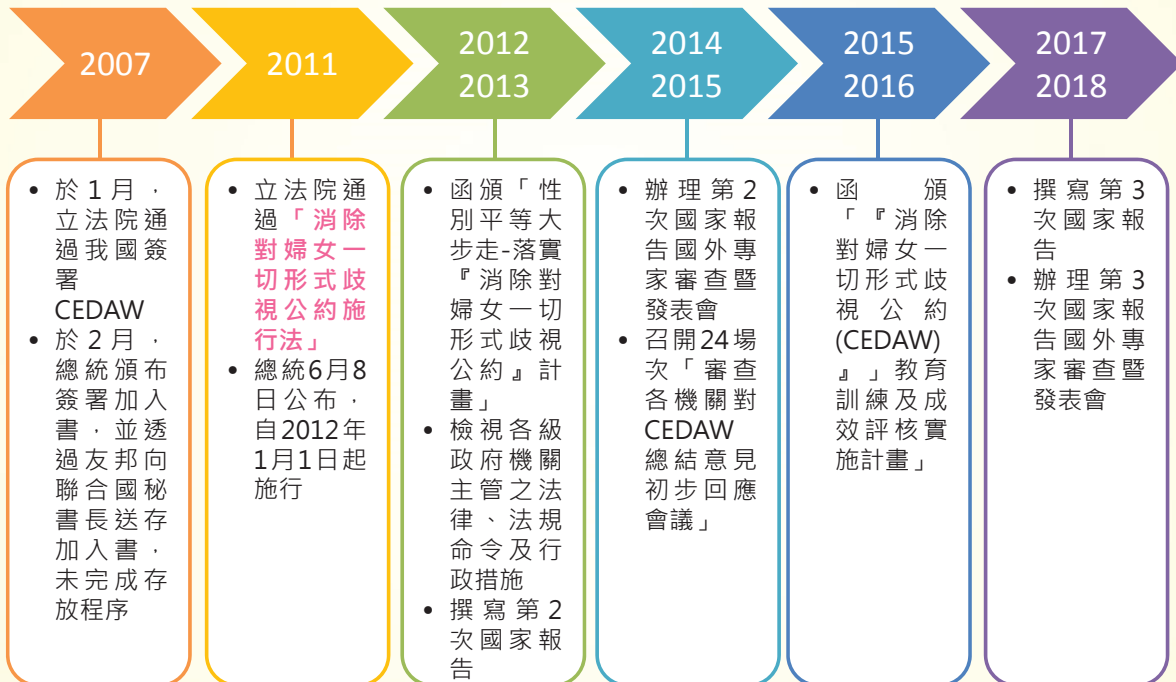 2007
2011
2012
2013
2014
2015
2015
2016
2017
2018
• 於1月，
立法院通
過我國簽
署
CEDAW
• 於2月，
總統頒布
簽署加入
書，並透
過友邦向
聯合國秘
書長送存
加入書，
未完成存
放程序
• 立法院通
過「消除
對婦女一
切形式歧
視公約施
行法」
• 總統6月8
日公布，
自2012年
1月1日起
施行
• 函頒「性
別平等大
步走-落實
『消除對
婦女一切
形式歧視
公約』計
畫」
• 檢視各級
政府機關
主管之法
律、法規
命令及行
政措施
• 撰寫第2
次國家報
告
• 辦理第2
次國家報
告國外專
家審查暨
發表會
• 召開24場
次「審查
各機關對
CEDAW
總結意見
初步回應
會議」
• 函頒
「『消除
對婦女一
切形式歧
視公約
(CEDAW)
』」教育
訓練及成
效評核實
施計畫」
• 撰寫第3
次國家報
告
• 辦理第3
次國家報
告國外專
家審查暨
發表會